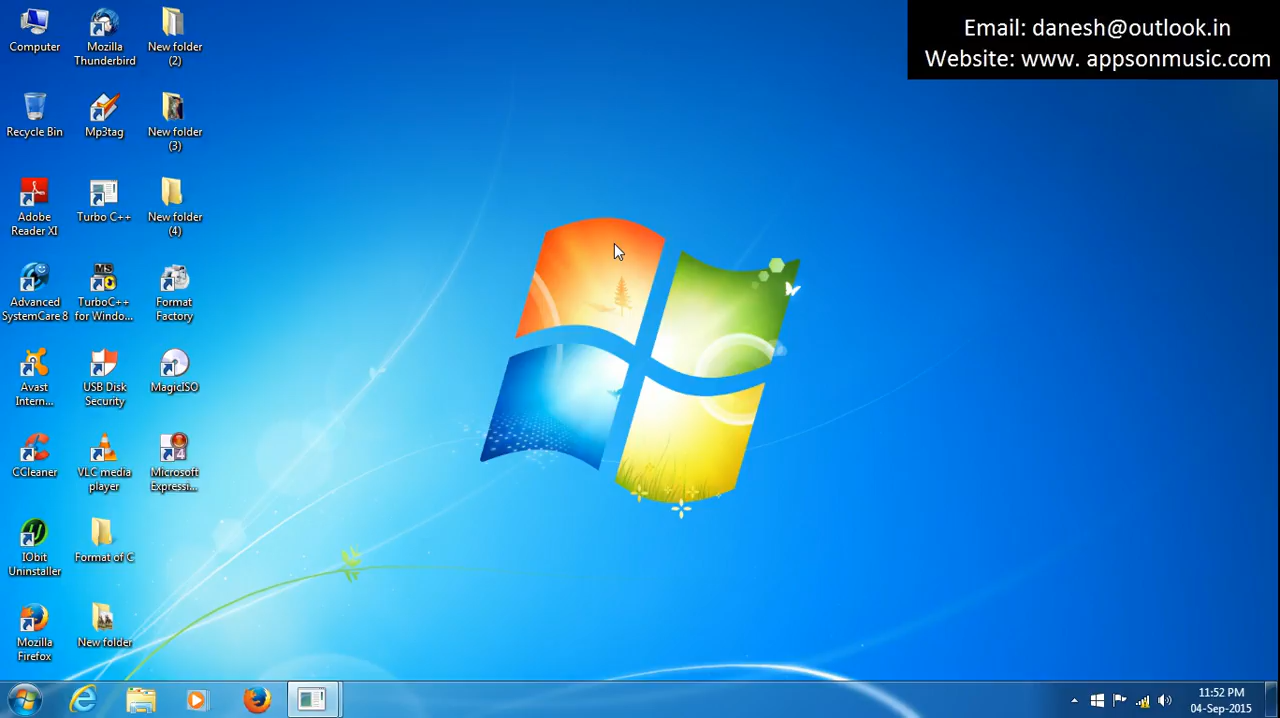 Email: danesh@outlook.in
Website: www. appsonmusic.com
Computer
Mozilla
Thunderbird
New folder
(2)
Recycle Bin
Mp3tag
New folder
(3)
Adobe
Reader XI
Turbo C++
New folder
(4)
Advanced
SystemCare 8
TurboC++
for Windo...
Format
Factory
Avast
Intern...
USB Disk
Security
MagicISO
CCleaner
VLC media
player
Microsoft
Expressi...
IObit
Uninstaller
Format of C
Mozilla
Firefox
New folder
11:52 PM
04-Sep-2015